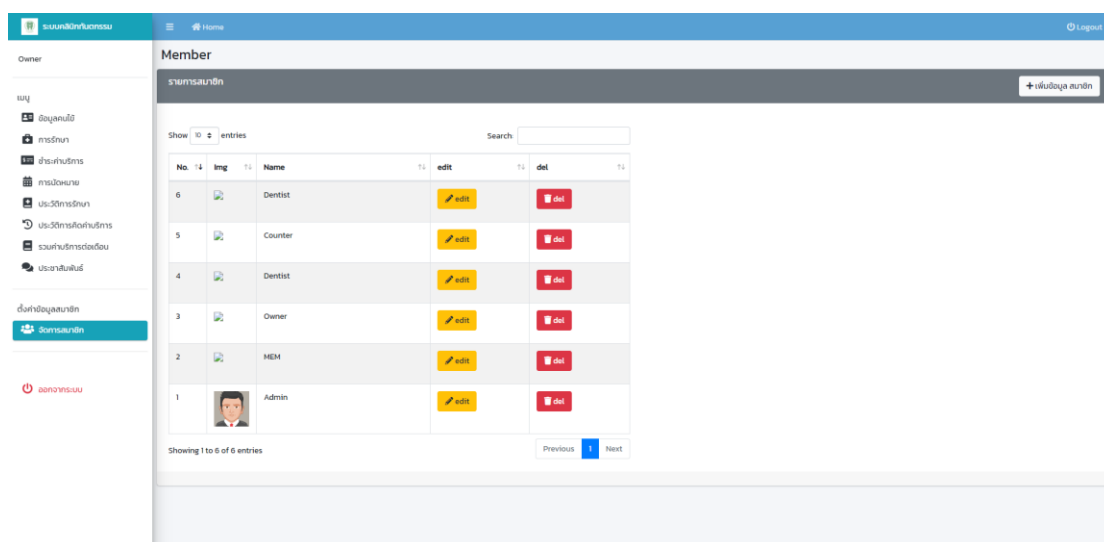 ระบบคลินิกทันตกรรม
Home
Logout
Owner
Member
รายการสมาชิก
เพิ่มข้อมูล สมาชิก
เมนู
ข้อมูลคนไข้
การรักษา
ชำระค่าบริการ
การนัดหมาย
ประวัติการรักษา
ประวัติการคิดค่าบริการ
รวมค่าบริการต่อเดือน
ประชาสัมพันธ์
ตั้งค่าข้อมูลสมาชิก
จัดการสมาชิก
ออกจากระบบ
Show 10 entries
Search:
No. Img Name edit del
6 Dentist edit del
5 Counter edit del
4 Dentist edit del
3 Owner edit del
2 MEM edit del
1 Admin edit del
Showing 1 to 6 of 6 entries
Previous 1 Next